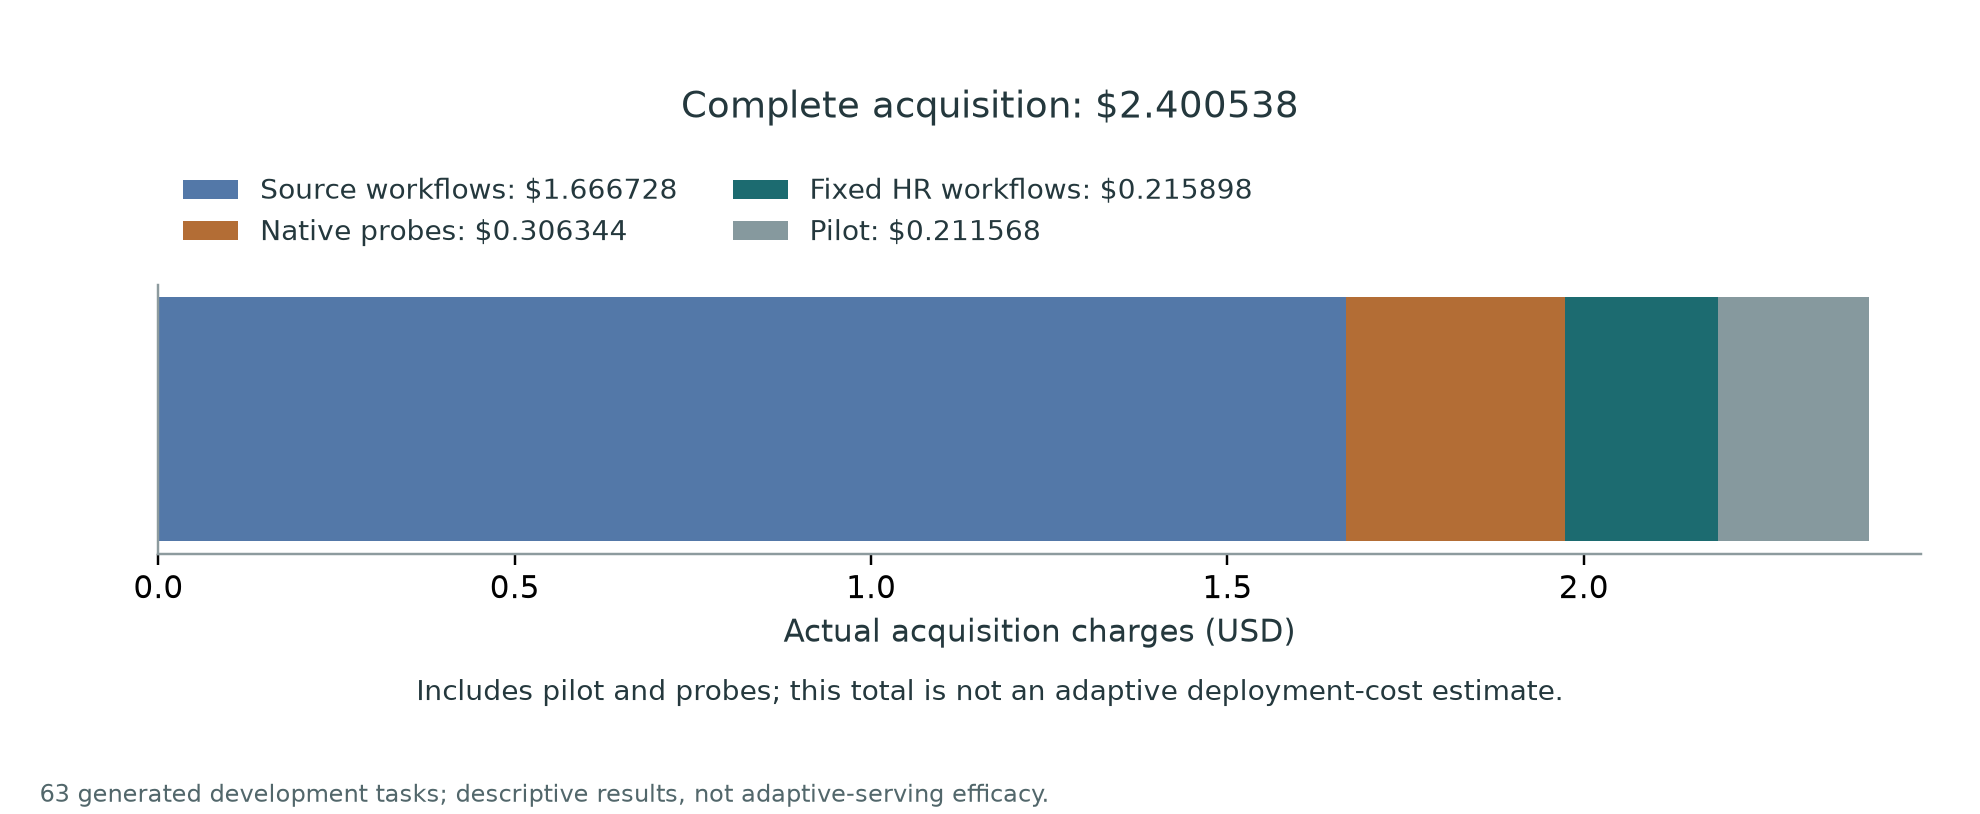 Complete acquisition: $2.400538
Source workflows: $1.666728
Native probes: $0.306344
Fixed HR workflows: $0.215898
Pilot: $0.211568
0.0 0.5 1.0 1.5 2.0
Actual acquisition charges (USD)
Includes pilot and probes; this total is not an adaptive deployment-cost estimate.
63 generated development tasks; descriptive results, not adaptive-serving efficacy.